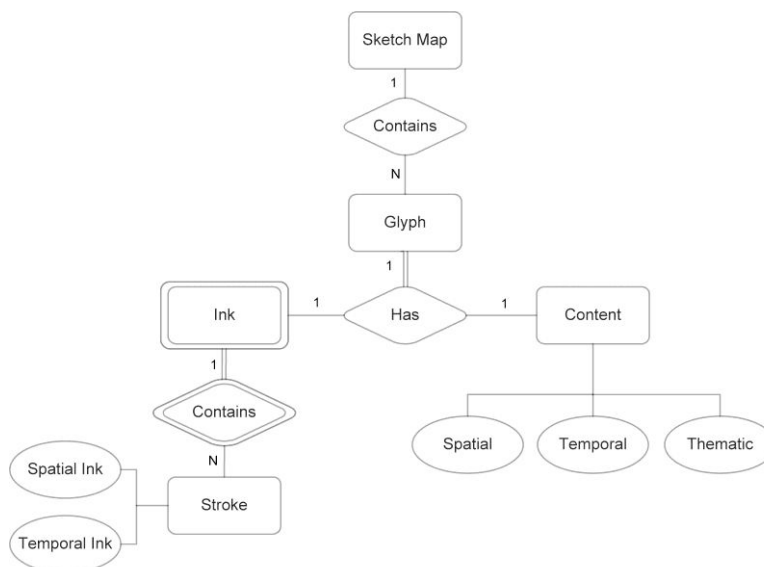 Sketch Map
1
Contains
N
Glyph
1
Ink
1
Has
1
Content
1
Contains
N
Spatial
Temporal
Thematic
Spatial Ink
Stroke
Temporal Ink